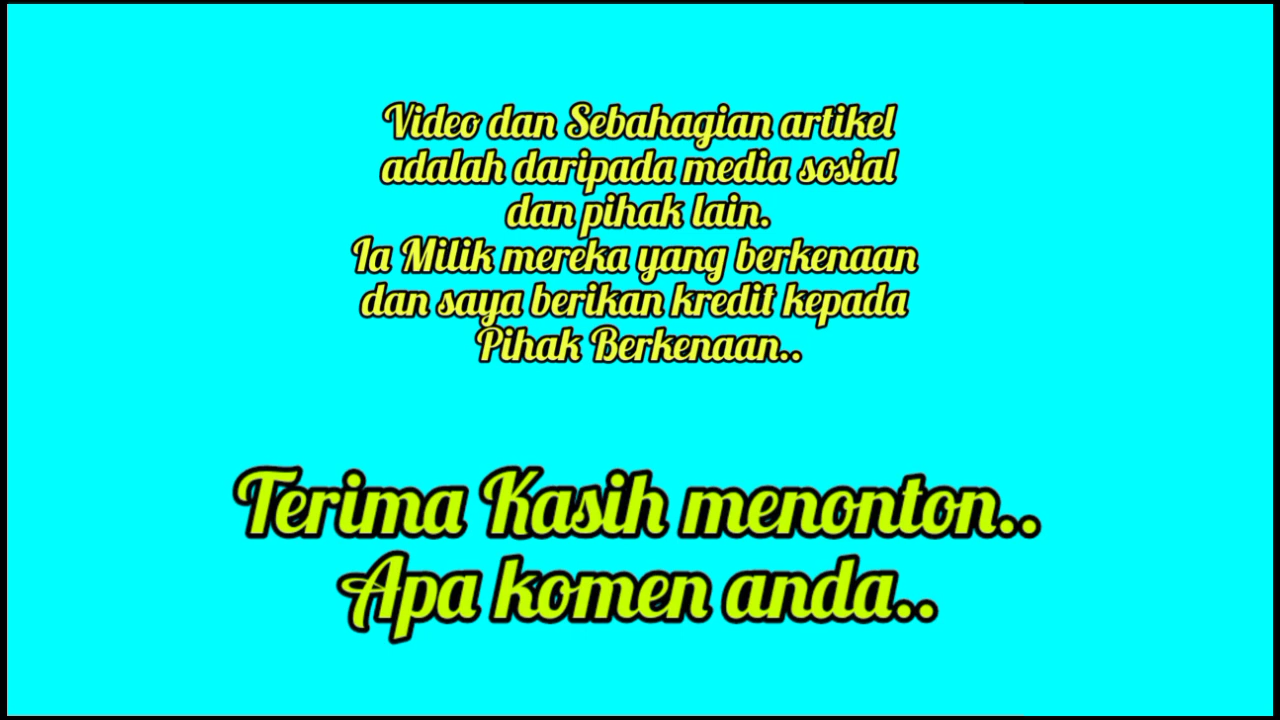 Video dan Sebahagian artikel
adalah daripada media sosial
dan pihak lain.
Ia Milik mereka yang berkenaan
dan saya berikan kredit kepada
Pihak Berkenaan..
Terima Kasih menonton..
Apa komen anda..